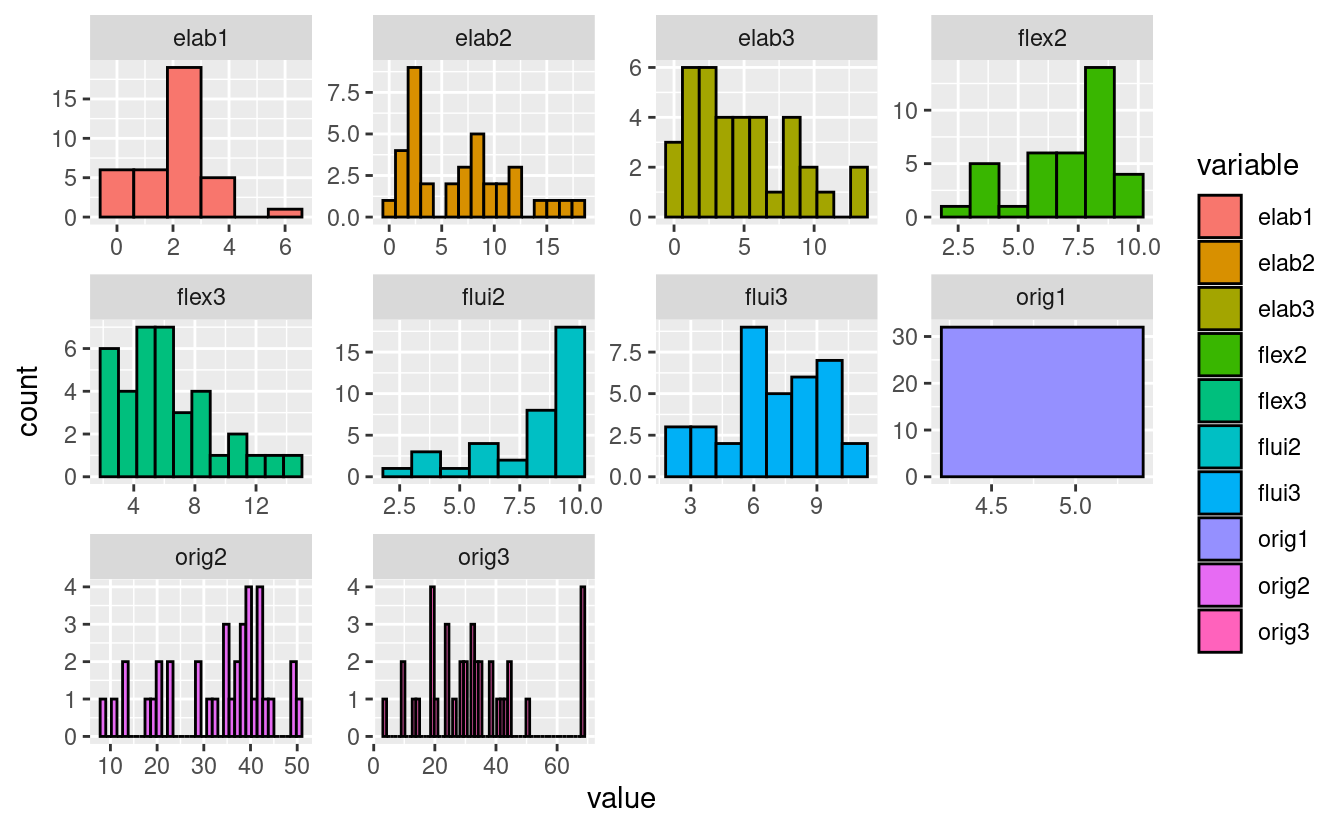 elab1 elab2 elab3 flex2
15 10 5 0
0 2 4 6
7.5 5.0 2.5 0.0
0 5 10 15
6 4 2 0
0 5 10
10 5 0
2.5 5.0 7.5 10.0
flex3 flui2 flui3 orig1
6 4 2 0
4 8 12
15 10 5 0
2.5 5.0 7.5 10.0
7.5 5.0 2.5 0.0
3 6 9
30 20 10 0
4.5 5.0
orig2 orig3
4 3 2 1 0
10 20 30 40 50
4 3 2 1 0
0 20 40 60
count
value
variable
elab1
elab2
elab3
flex2
flex3
flui2
flui3
orig1
orig2
orig3